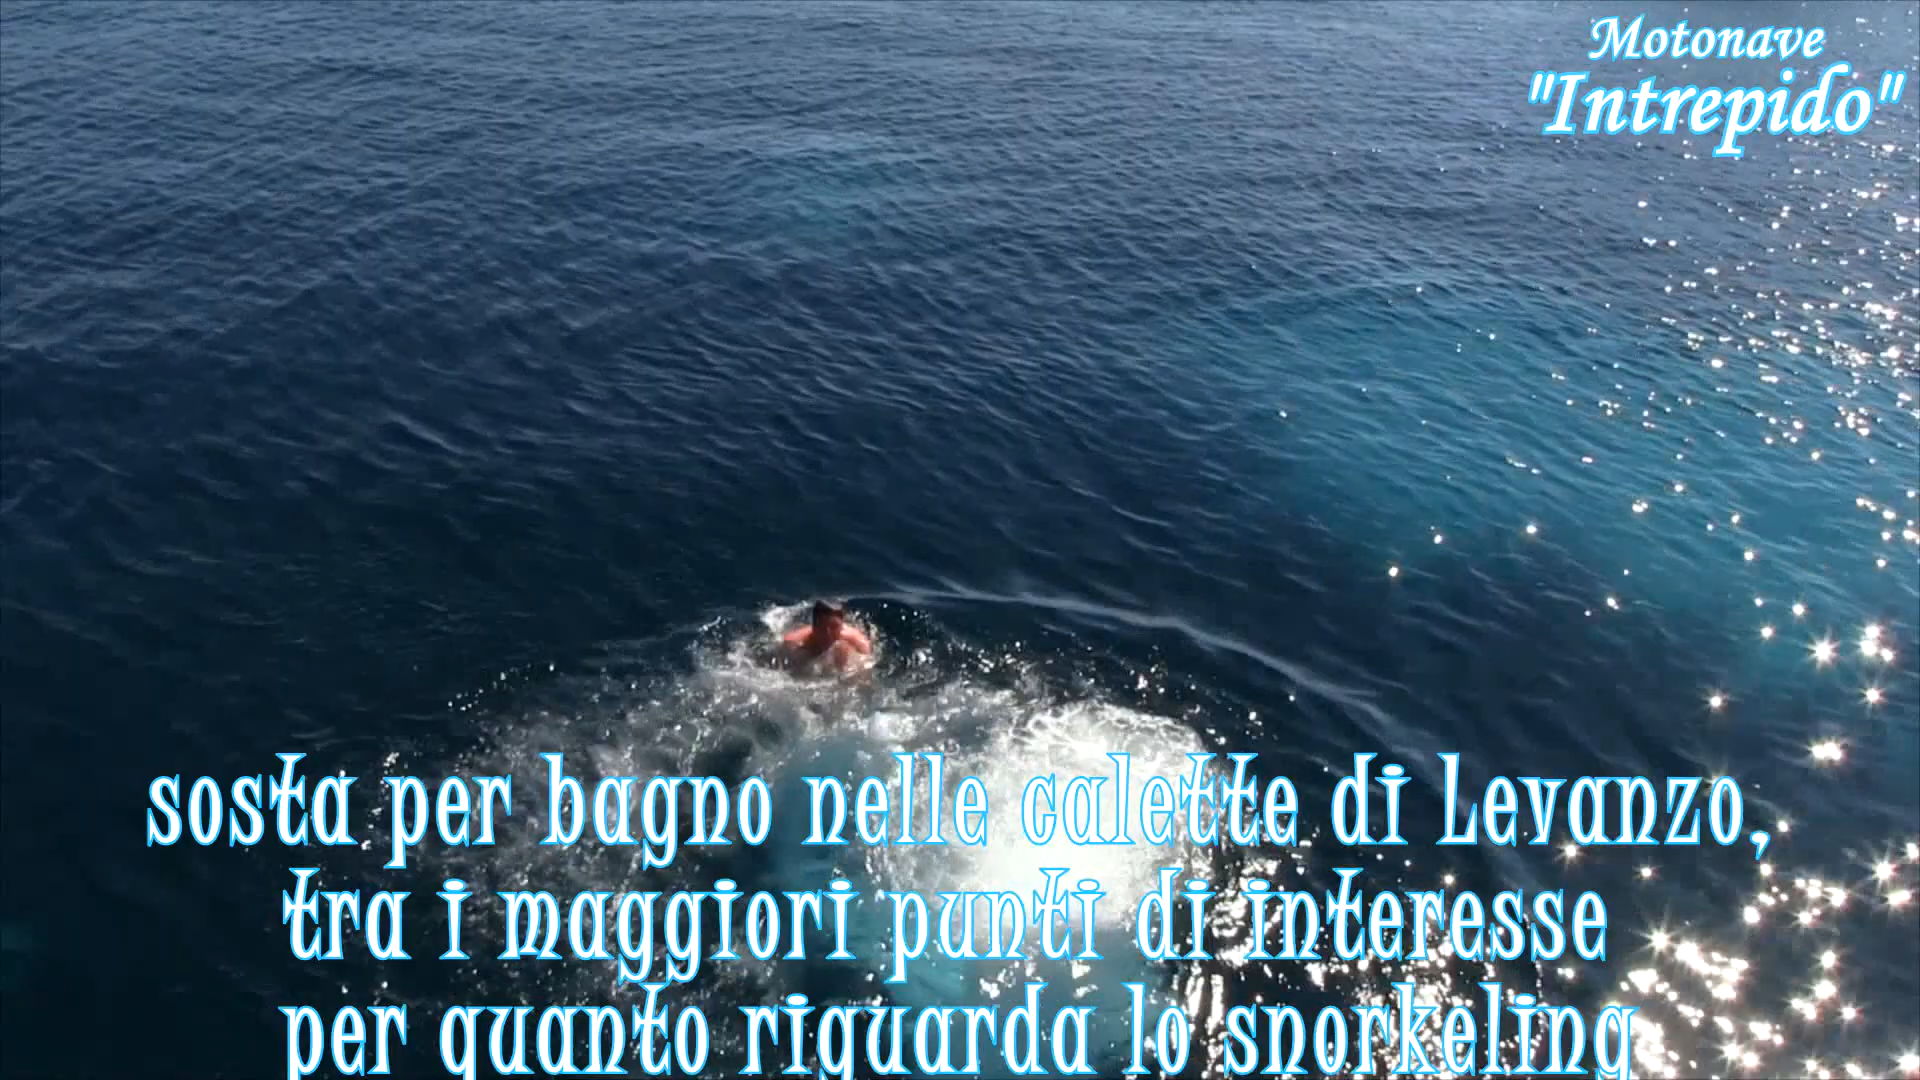 Motonave
"Intrepido"
sosta per bagno nelle calette di Levanzo,
tra i maggiori punti di interesse
per quanto riguarda lo snorkeling